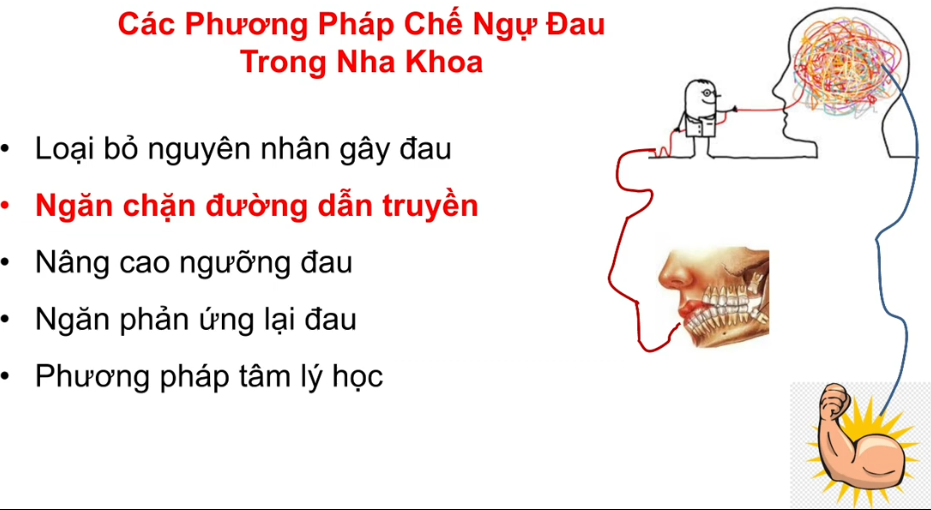 Các Phương Pháp Chế Ngự Đau
Trong Nha Khoa
• Loại bỏ nguyên nhân gây đau
• Ngăn chặn đường dẫn truyền
• Nâng cao ngưỡng đau
• Ngăn phản ứng lại đau
• Phương pháp tâm lý học